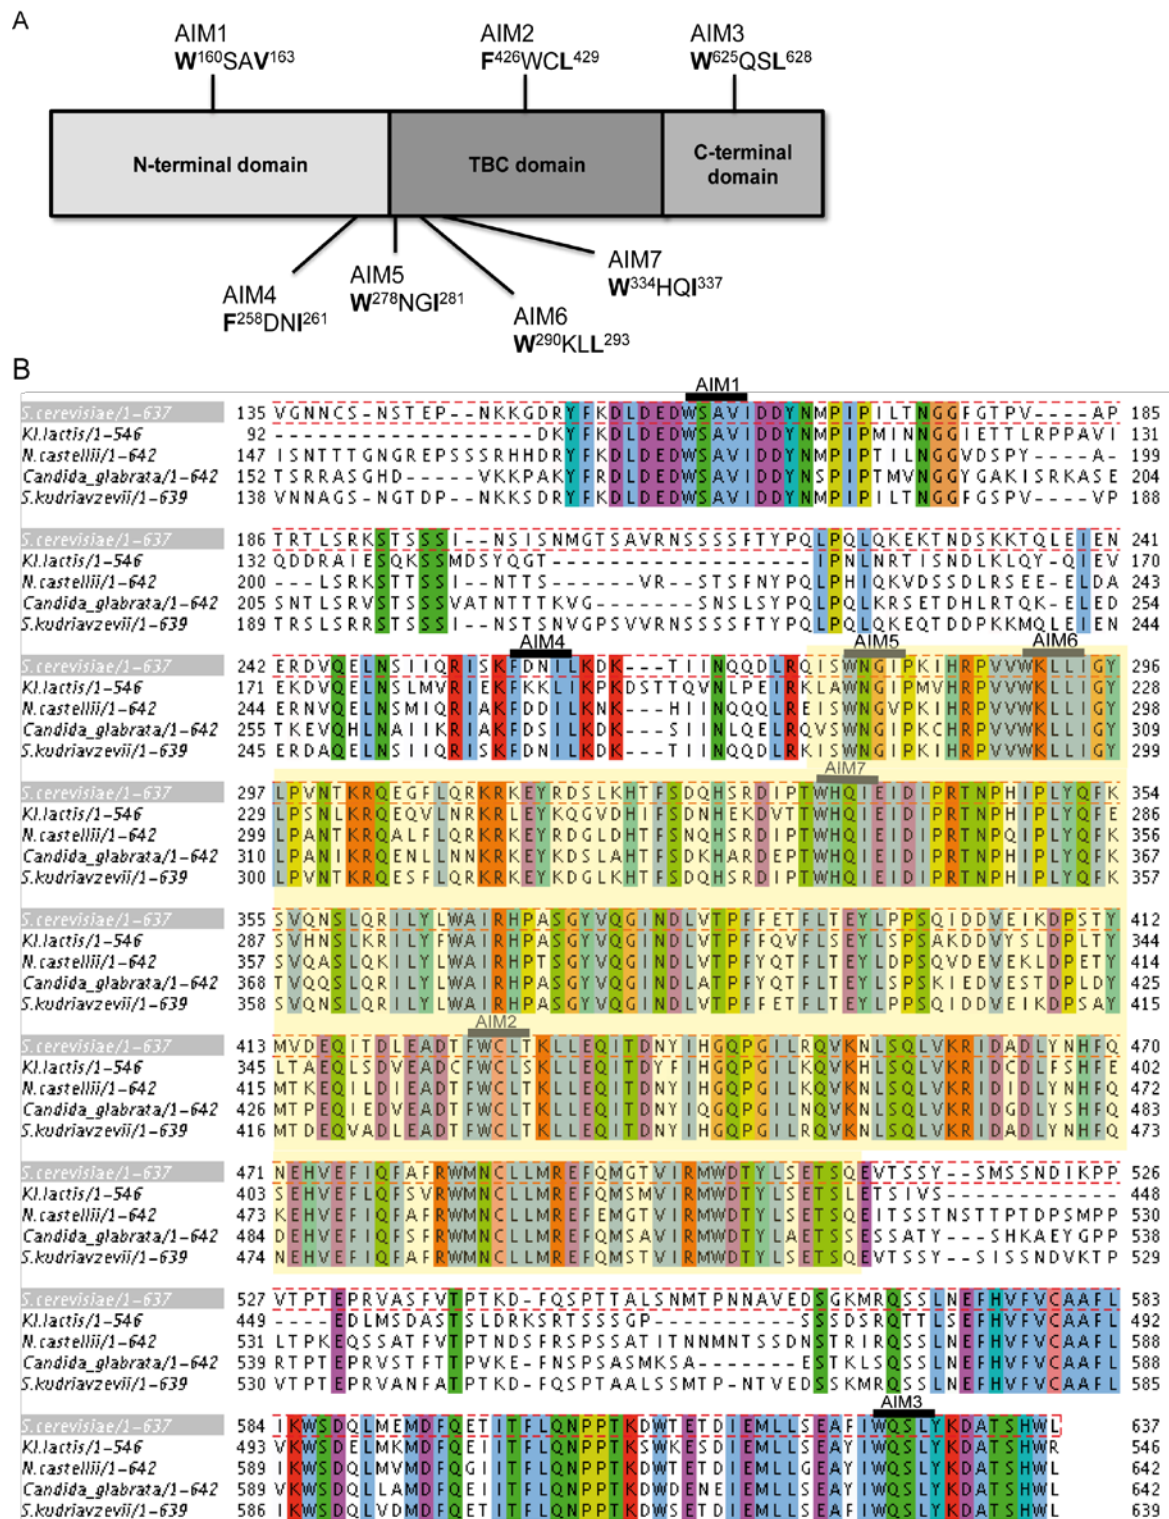 A
AIM1
W160SAV163
AIM2
F426WCL429
AIM3
W625QSL628
N-terminal domain
TBC domain
C-terminal
domain
AIM4
F258DNI261
AIM5
W278NGI281
AIM6
W290KLL293
AIM7
W334HQI337
B
AIM1
S.cerevisiae/1-637 135 VGNNCS-NSTEP--NKKGDRYFKDLDEDWSAVIDDYNMPIPILTNGGFGTPV----AP 185
Kl.lactis/1-546 92 -----------------DKYFKDLDEDWSAVIDDYNMPIPMINNGGIETTLRPPAVI 131
N.castellii/1-642 147 ISNTTTGNGREPSSSRHHDRYFKDLDEDWSAVIDDYNMPIPTILNGGVDSPY----A- 199
Candida_glabrata/1-642 152 TSRRASGHD-----VKKPAKYFKDLDEDWSAVIDDYNSPIPTMVNGGYGAKISRKASE 204
S.kudriavzevii/1-639 138 VNNAGS-NGTDP--NKKSDRYFKDLDEDWSAVIDDYNMPIPILTNGGFGSPV----VP 188
S.cerevisiae/1-637 186 TRTLSRKSTSSSI--NSISNMGTSAVRNSSSSFTYPQLPQLQKEKTNDSKKTQLEIEN 241
Kl.lactis/1-546 132 QDDRAIESQKSSMDSYQGT-----------------IPNLNRTISNDLKLQY-QIEV 170
N.castellii/1-642 200 ---LSRKSTTSSI--NTTS------VR--STSFNYPQLPHIQKVDSSDLRSEE-ELDA 243
Candida_glabrata/1-642 205 SNTLSRVSTSSSVATNTTTKVG-------SNSLSYPQLPQLKRSETDHLRTQK-ELED 254
S.kudriavzevii/1-639 189 TRSLSRRSTSSSI--NSTSNVGPSVVRNSSSSFTYPQLPQLQKEQTDDPKKMQLEIEN 244
AIM4 AIM5 AIM6
S.cerevisiae/1-637 242 ERDVQELNSIIQRISKFDNILKDK---TIINQQDLRQISWNGIPKIHRPVVWKLLIGY 296
Kl.lactis/1-546 171 EKDVQELNSLMVRIEKFKKLIKPKDSTTQVNLPEIRKLAWNGIPMVHRPVVWKLLIGY 228
N.castellii/1-642 244 ERNVQELNSMIQRIAKFDDILKNK---HIINQQQLREISWNGVPKIHRPVVWKLLIGY 298
Candida_glabrata/1-642 255 TKEVQHLNAIIKRIAKFDSILKDK---SIINLQELRQVSWNGIPKIHRPVVWKLLIGY 309
S.kudriavzevii/1-639 245 ERDAQELNSIIQRISKFDNILKDK---TIINQQDLRKISWNGIPKIHRPVVWKLLIGY 299
AIM7
S.cerevisiae/1-637 297 LPVNTKRQEGFLQRKRKEYRDSLKHTFSDQHSRDIPTWHQIEIDIPRTNPHIPLYQFK 354
Kl.lactis/1-546 229 LPSNLKRQEQVLNRKRLEYKQGVDHIFSDNHEKDVTTWHQIEIDIPRTNPHIPLYQFE 286
N.castellii/1-642 299 LPANTKRQALFLQRKRKEYRDGLDHTFSNQHSRDIPTWHQIEIDIPRTNPQIPLYQFK 356
Candida_glabrata/1-642 310 LPANIKRQENLLNNKRKEYKDSLAHTFSDKHARDEPTWHQIEIDIPRTNPHIPLYQFK 367
S.kudriavzevii/1-639 300 LPVNTKRQESFLQRKRKEYKDGLKHTFSDQHSRDIPTWHQIEIDIPRTNPHIPLYQFK 357
S.cerevisiae/1-637 355 SVQNSLQRILYLWAIRHPASGYVQGINDLVTPFFETFLTEYLPPSQIDDVEIKDPSTY 412
Kl.lactis/1-546 287 SVHNSLKRILYFWAIRHPASGYVQGINDLVTPFFQVFLSEYLSPSAKDDVYSLDPLTY 344
N.castellii/1-642 357 SVQASLQKILYLWAIRHPTSGYVQGINDLVTPFYQTFLTEYLDPSQVDEVEKLDPETY 414
Candida_glabrata/1-642 368 TVQQSLQRILYLWAIRHPASGYVQGINDLATPFYQTFLTEYLSPSKIEDVESTDPLDY 425
S.kudriavzevii/1-639 358 SVQNSLQRILYLWAIRHPASGYVQGINDLVTPFFETFLTEYLPPSQIDDVEIKDPSAY 415
AIM2
S.cerevisiae/1-637 413 MVDEQITDLEADTFWCLTKLLEQITDNYIHGQPGILRQVKNLSQLVKRIDADLYNHFQ 470
Kl.lactis/1-546 345 LTAEQLSDVEADCFWCLSKLLEQITDYFIHGQPGILKQVKHLSQLVKRIDIDLFSHFE 402
N.castellii/1-642 415 MTKEQILDIEADTFWCLTKLLEQITDNYIHGQPGILKQVKNLSQLVKRIDCDLYNHFQ 472
Candida_glabrata/1-642 426 MTPEQIEDVEADTFWCLTKLLEQITDNYIQGQPGILNQVKNLSQLVKRIDGDLYSHFQ 483
S.kudriavzevii/1-639 416 MTDEQVADLEADTFWCLTKLLEQITDNYIHGQPGILRQVKNLSQLVKRIDADLYNHFQ 473
S.cerevisiae/1-637 471 NEHVEFIQFAFRWMNCLLMREFQMGTVIRMWDTYLSETSQEVTSSY--SMSSNDIKPP 526
Kl.lactis/1-546 403 SEHVEFLQFSVRWMNCLLMREFQMSMVIRMWDTYLSETSLETSIVS------------ 448
N.castellii/1-642 473 KEHVEFIQFAFRWMNCLLMREFEMGTVIRMWDTYLSETSQEITSSTNSTTPTDPSMPP 530
Candida_glabrata/1-642 484 DEHVEFIQFSFRWMNCLLMREFQMSAVIRMWDTYLAETSSESSATY---SHKAEYGPP 538
S.kudriavzevii/1-639 474 NEHVEFIQFAFRWMNCLLMREFQMSTVIRMWDTYLSETSQEVTSSY--SISSNDVKTP 529
S.cerevisiae/1-637 527 VTPTEPRVASFVTPTKD-FQSPTTALSNMTPNNAVEDSGKMRQSSLNEFHVFVCAAFL 583
Kl.lactis/1-546 449 ----EDLMSDASTSLDRKSRTSSSGP-----------SSSDSRQTTLSEFHVFVCAAFL 492
N.castellii/1-642 531 LTPKEQSSATFVTPTNDSFRSPSSATITNNMNTSSDNSTRIRQSSLNEFHVFVCAAFL 588
Candida_glabrata/1-642 539 RTPTEPRVSTFTTPVKE-FNSPSASMKSA-------ESTKLSQSSLNEFHVFVCAAFL 588
S.kudriavzevii/1-639 530 VTPTEPRVANFATPTKD-FQSPTAALSSMTP-NTVEDSSKMRQSSLNEFHVFVCAAFL 585
AIM3
S.cerevisiae/1-637 584 IKWSDQLMEMDFQETITFLQNPPTKDWTETDIEMLLSEAFIWQSLYKDATSHWL 637
Kl.lactis/1-546 493 VKWSDELMKMDFQEIITFLQNPPTKSWKESDIEMLLSEAYIWQSLYKDATSHWR 546
N.castellii/1-642 589 IKWSDQLMVMDFQGIITFLQNPPTKDWTETDIEMLLGEAYIWQSLYKDATSHWL 642
Candida_glabrata/1-642 589 VKWSDQLLAMDFQEIITFLQNPPTKDWDENEIEMLLSEAYIWQSLYKDATSHWL 642
S.kudriavzevii/1-639 586 IKWSDQLVDMDFQETITFLQNPPTKDWTETDIEMLLSEAFIWQSLYKDATSHWL 639